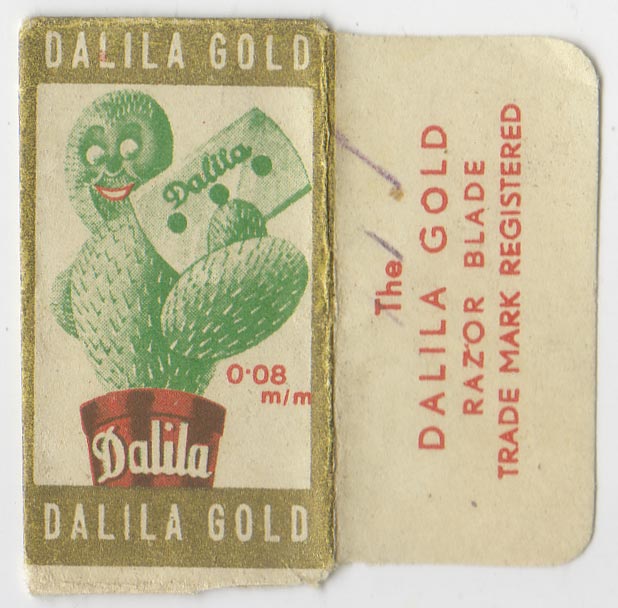 DALILA GOLD
Dalila
0·08
m/m
Dalila
DALILA GOLD
The
DALILA GOLD
RAZOR BLADE
TRADE MARK REGISTERED